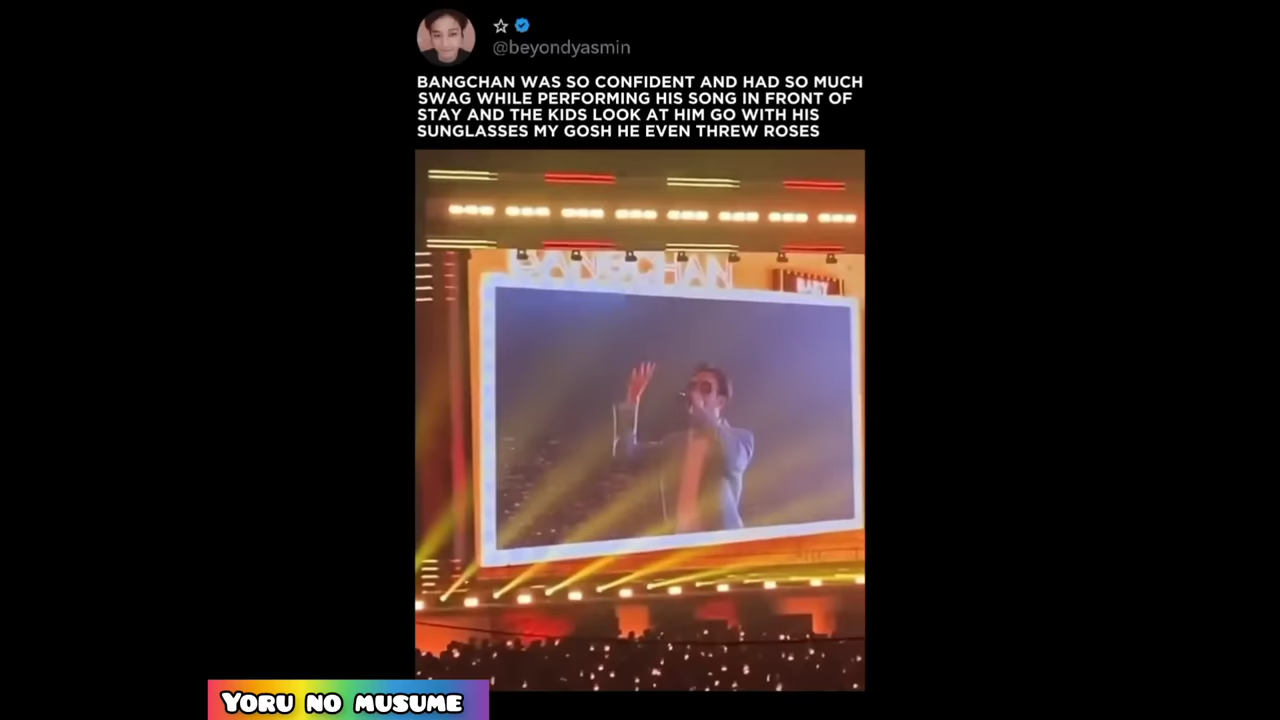 ☆
@beyondyasmin
BANGCHAN WAS SO CONFIDENT AND HAD SO MUCH
SWAG WHILE PERFORMING HIS SONG IN FRONT OF
STAY AND THE KIDS LOOK AT HIM GO WITH HIS
SUNGLASSES MY GOSH HE EVEN THREW ROSES
BANGCHAN
YORU NO MUSUME